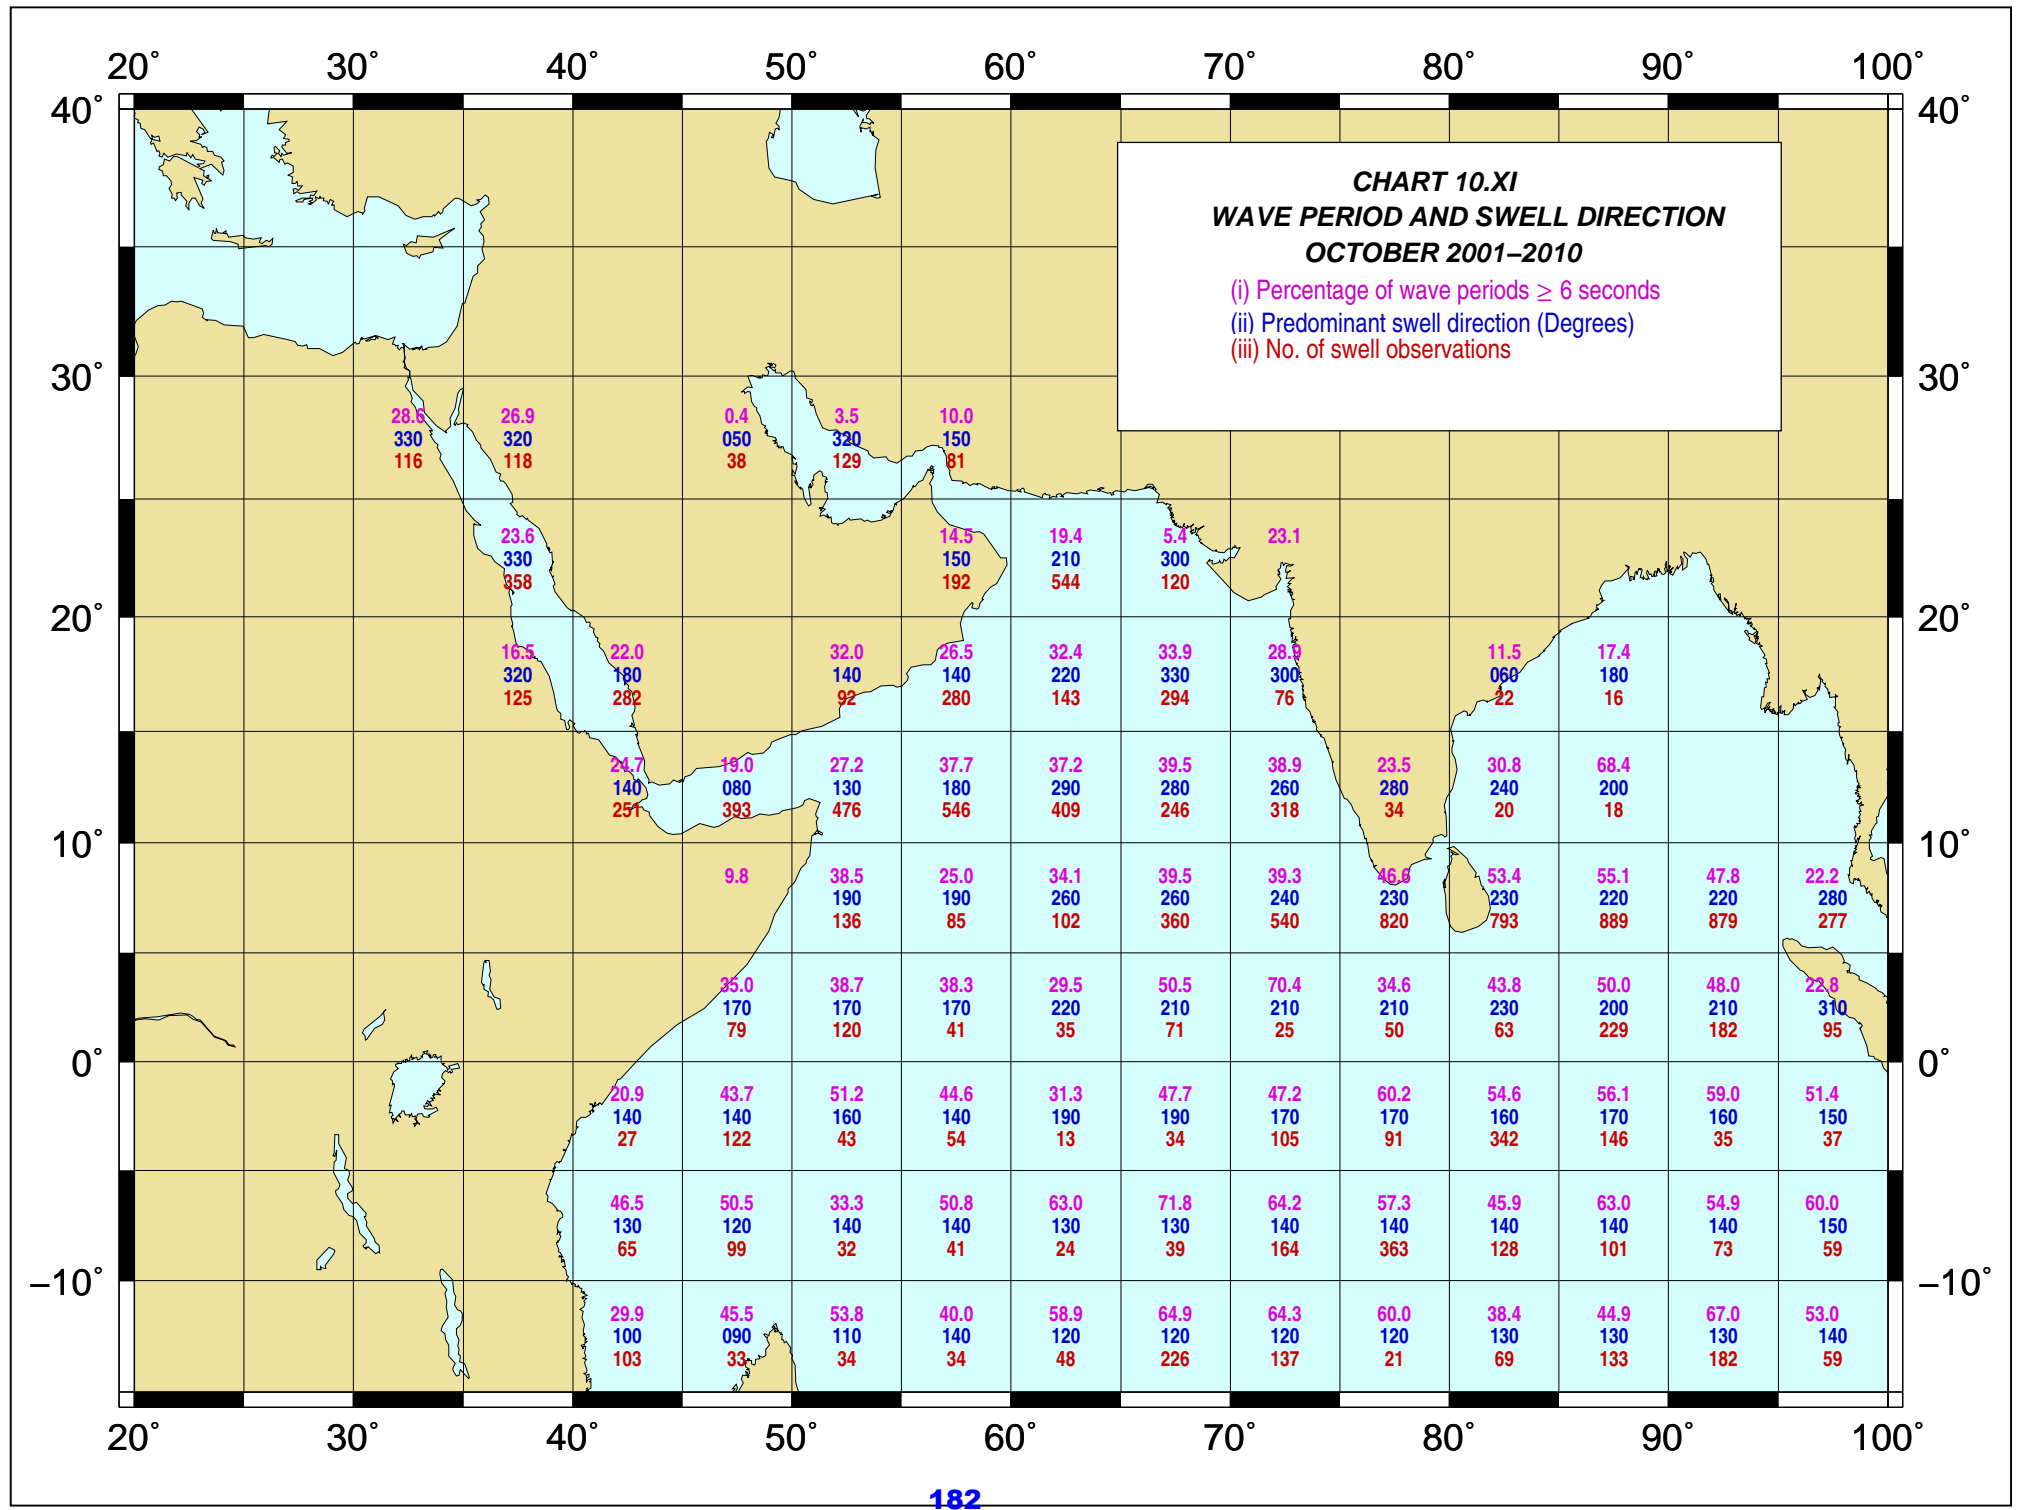 20° 30° 40° 50° 60° 70° 80° 90° 100°
40° 40°
CHART 10.XI
WAVE PERIOD AND SWELL DIRECTION
OCTOBER 2001–2010
(i) Percentage of wave periods ≥ 6 seconds
(ii) Predominant swell direction (Degrees)
(iii) No. of swell observations
30° 30°
28.6 26.9 0.4 3.5 10.0
330 320 050 320 150
116 118 38 129 81
23.6 14.5 19.4 5.4 23.1
330 150 210 300
358 192 544 120
20° 20°
16.5 22.0 32.0 26.5 32.4 33.9 28.9 11.5 17.4
320 180 140 140 220 330 300 060 180
125 282 92 280 143 294 76 22 16
24.7 19.0 27.2 37.7 37.2 39.5 38.9 23.5 30.8 68.4
140 080 130 180 290 280 260 280 240 200
251 393 476 546 409 246 318 34 20 18
10° 10°
9.8 38.5 25.0 34.1 39.5 39.3 46.6 53.4 55.1 47.8 22.2
190 190 260 260 240 230 230 220 220 280
136 85 102 360 540 820 793 889 879 277
35.0 38.7 38.3 29.5 50.5 70.4 34.6 43.8 50.0 48.0 22.8
170 170 170 220 210 210 210 230 200 210 310
79 120 41 35 71 25 50 63 229 182 95
0° 0°
20.9 43.7 51.2 44.6 31.3 47.7 47.2 60.2 54.6 56.1 59.0 51.4
140 140 160 140 190 190 170 170 160 170 160 150
27 122 43 54 13 34 105 91 342 146 35 37
46.5 50.5 33.3 50.8 63.0 71.8 64.2 57.3 45.9 63.0 54.9 60.0
130 120 140 140 130 130 140 140 140 140 140 150
65 99 32 41 24 39 164 363 128 101 73 59
–10° –10°
29.9 45.5 53.8 40.0 58.9 64.9 64.3 60.0 38.4 44.9 67.0 53.0
100 090 110 140 120 120 120 120 130 130 130 140
103 33 34 34 48 226 137 21 69 133 182 59
20° 30° 40° 50° 60° 70° 80° 90° 100°
182